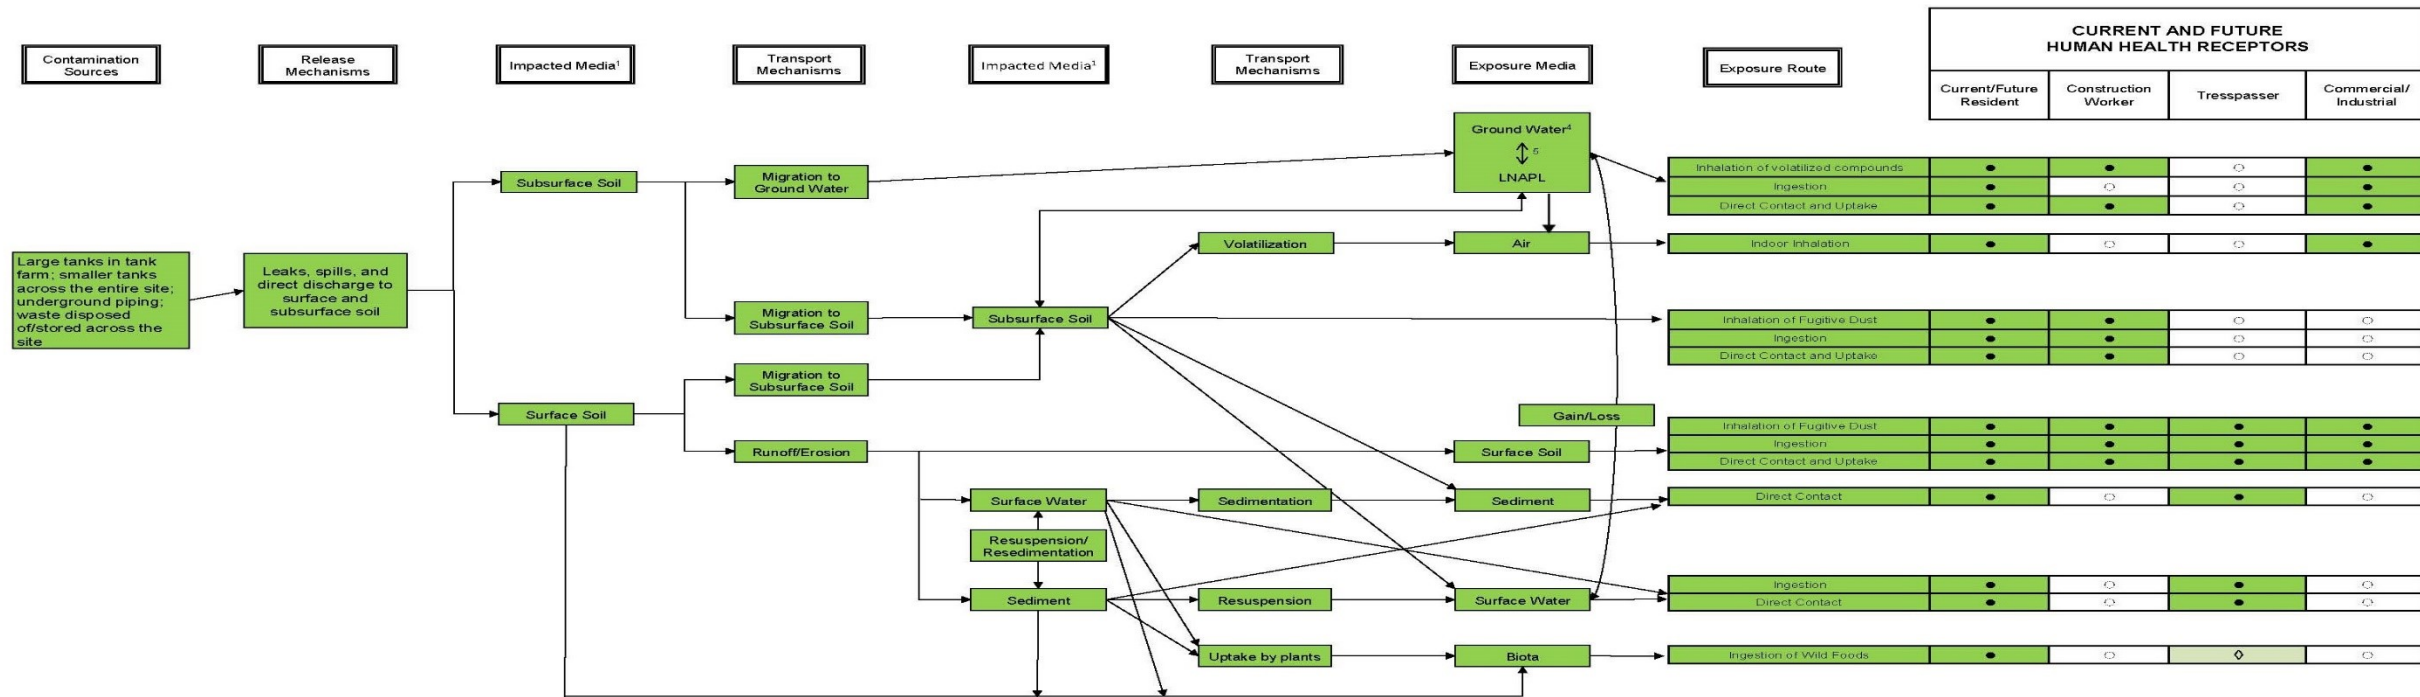 CURRENT AND FUTURE
HUMAN HEALTH RECEPTORS
Contamination
Sources
Release
Mechanisms
Impacted Media¹
Transport
Mechanisms
Impacted Media¹
Transport
Mechanisms
Exposure Media
Exposure Route
Current/Future
Resident
Construction
Worker
Tresspasser
Commercial/
Industrial
Large tanks in tank
farm; smaller tanks
across the entire site;
underground piping;
waste disposed
of/stored across the
site
Leaks, spills, and
direct discharge to
surface and
subsurface soil
Subsurface Soil
Surface Soil
Migration to
Ground Water
Migration to
Subsurface Soil
Migration to
Subsurface Soil
Runoff/Erosion
Subsurface Soil
Surface Water
Resuspension/
Resedimentation
Sediment
Volatilization
Sedimentation
Resuspension
Uptake by plants
Ground Water⁴
5
LNAPL
Air
Gain/Loss
Surface Soil
Sediment
Surface Water
Biota
Inhalation of volatilized compounds
Ingestion
Direct Contact and Uptake
Indoor Inhalation
Inhalation of Fugitive Dust
Ingestion
Direct Contact and Uptake
Inhalation of Fugitive Dust
Ingestion
Direct Contact and Uptake
Direct Contact
Ingestion
Direct Contact
Ingestion of Wild Foods